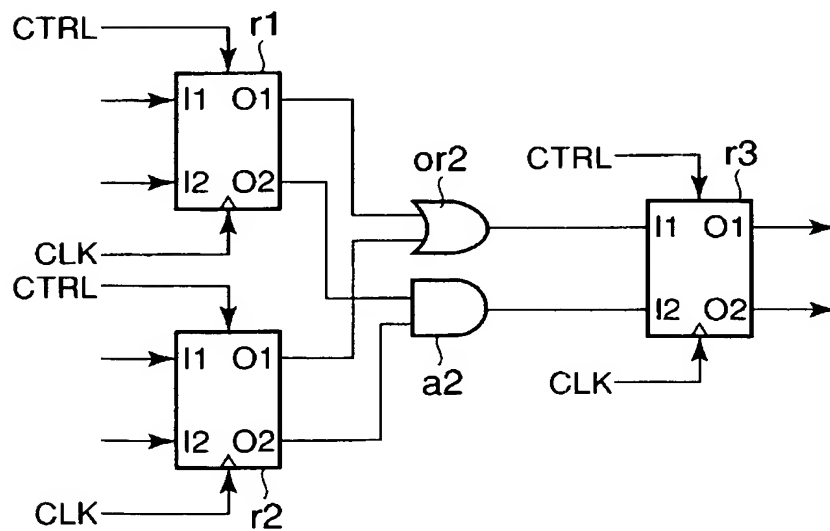 CTRL
r1
I1 O1
I2 O2
CLK
or2
CTRL
r3
I1 O1
I2 O2
CLK
a2
CTRL
I1 O1
I2 O2
CLK
r2